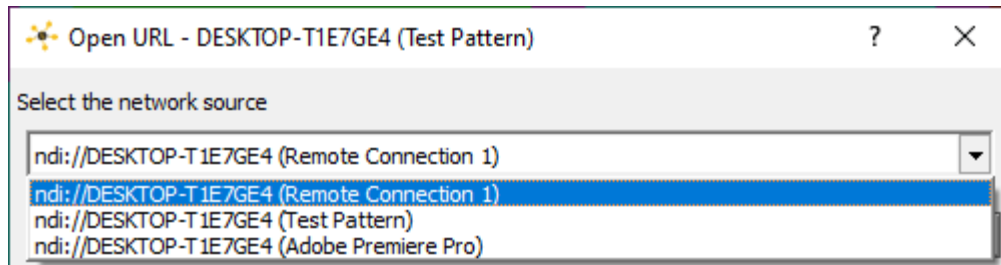 Open URL - DESKTOP-T1E7GE4 (Test Pattern) ? ×
Select the network source
ndi://DESKTOP-T1E7GE4 (Remote Connection 1)
ndi://DESKTOP-T1E7GE4 (Remote Connection 1)
ndi://DESKTOP-T1E7GE4 (Test Pattern)
ndi://DESKTOP-T1E7GE4 (Adobe Premiere Pro)